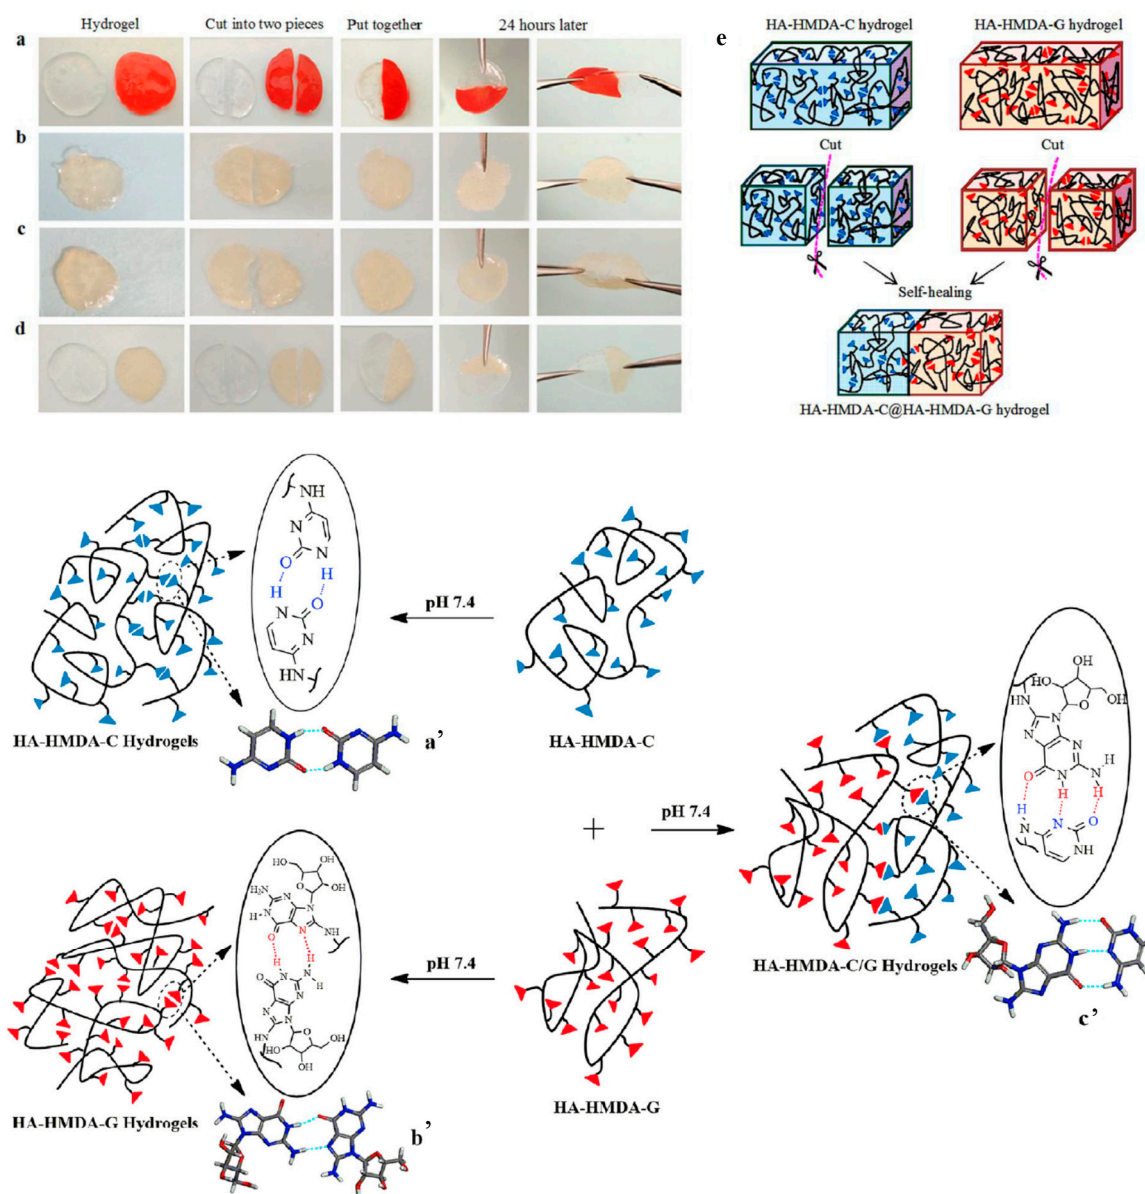 Hydrogel
Cut into two pieces
Put together
24 hours later
a
b
c
d
e
HA-HMDA-C hydrogel
HA-HMDA-G hydrogel
Cut
Cut
Self-healing
HA-HMDA-C@HA-HMDA-G hydrogel
NH
N
O
N
H
H
H
N
O
N
HN
pH 7.4
HA-HMDA-C Hydrogels
a’
HA-HMDA-C
+
pH 7.4
OH
HO
O
OH
HN
N
N
N
N
O
N
H
N
H
H
H
N
N
O
NH
HA-HMDA-C/G Hydrogels
c’
HO
OH
O
OH
H₂N
N
N
H-N
N
NH
O
H
H
O
N
N
H
N
N
H
HN
N
O
OH
HO
OH
pH 7.4
HA-HMDA-G Hydrogels
b’
HA-HMDA-G